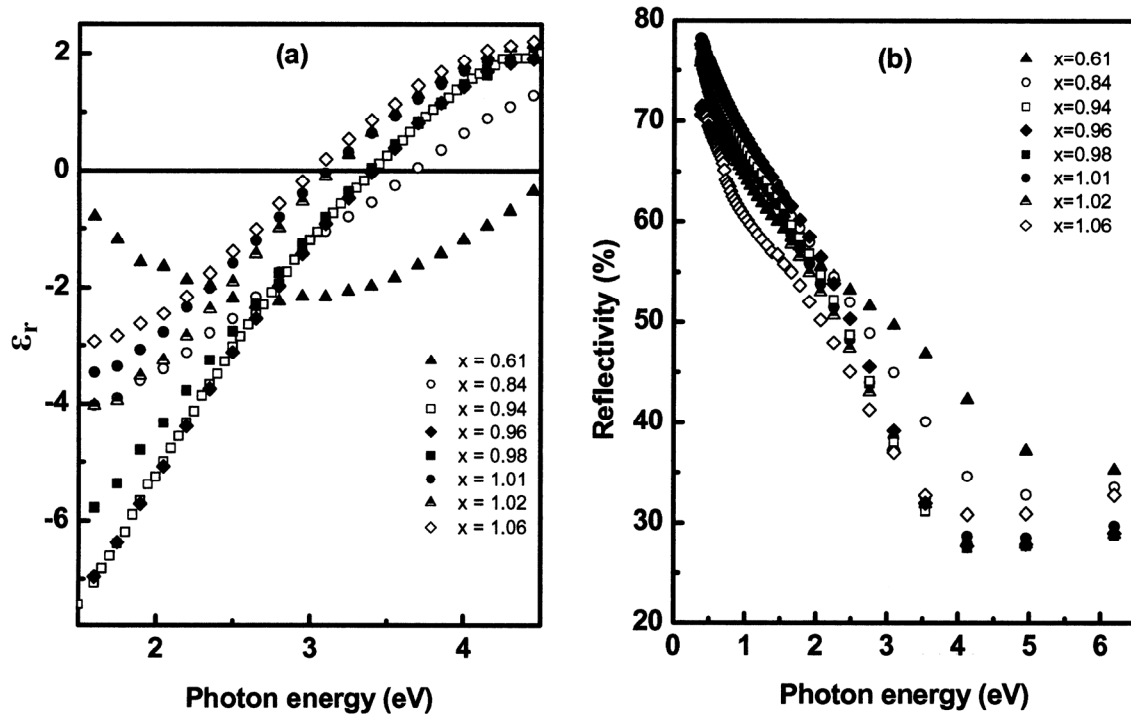 (a)
2
0
-2
-4
-6
εr
2
3
4
Photon energy (eV)
x = 0.61
x = 0.84
x = 0.94
x = 0.96
x = 0.98
x = 1.01
x = 1.02
x = 1.06
(b)
80
70
60
50
40
30
20
Reflectivity (%)
0
1
2
3
4
5
6
Photon energy (eV)
x=0.61
x=0.84
x=0.94
x=0.96
x=0.98
x=1.01
x=1.02
x=1.06